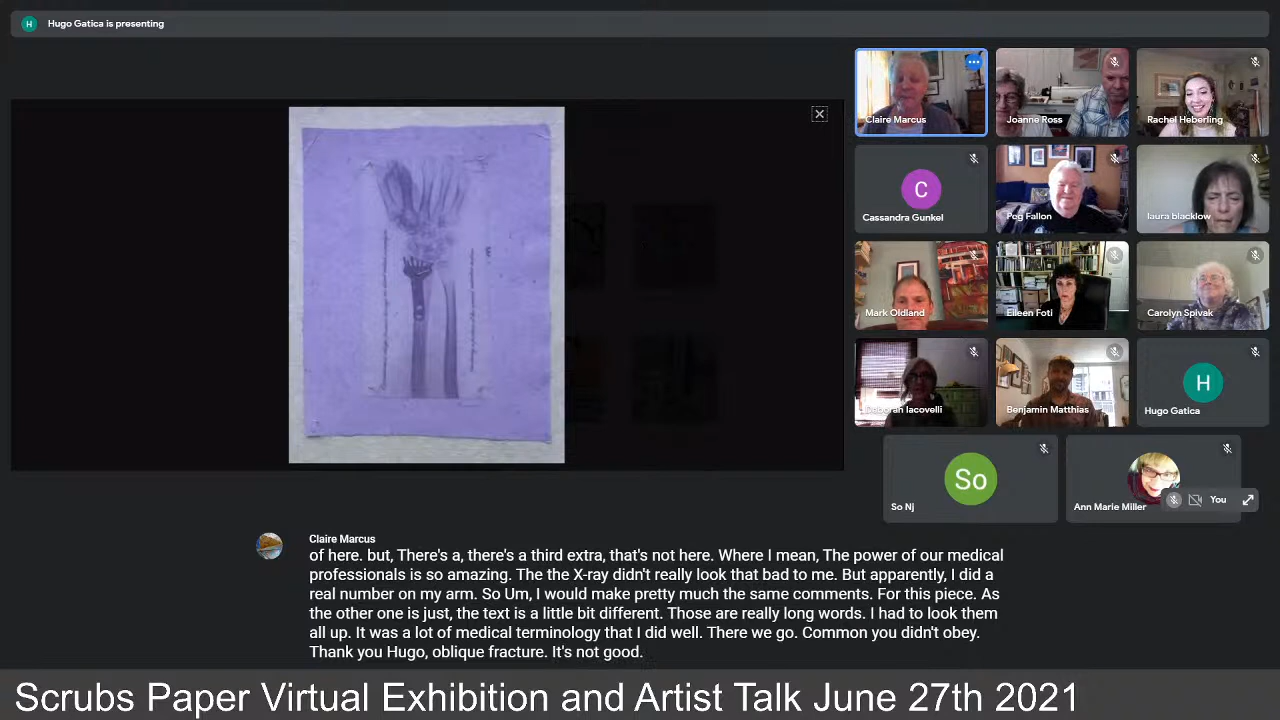 H
Hugo Gatica is presenting
Claire Marcus
Joanne Ross
Rachel Heberling
C
Cassandra Gunkel
Peg Fallon
laura blacklow
Mark Oldland
Eileen Foti
Carolyn Spivak
Deborah Iacovelli
Benjamin Matthias
H
Hugo Gatica
So
So Nj
Ann Marie Miller
You
Claire Marcus
of here. but, There's a, there's a third extra, that's not here. Where I mean, The power of our medical
professionals is so amazing. The the X-ray didn't really look that bad to me. But apparently, I did a
real number on my arm. So Um, I would make pretty much the same comments. For this piece. As
the other one is just, the text is a little bit different. Those are really long words. I had to look them
all up. It was a lot of medical terminology that I did well. There we go. Common you didn't obey.
Thank you Hugo, oblique fracture. It's not good.
Scrubs Paper Virtual Exhibition and Artist Talk June 27th 2021